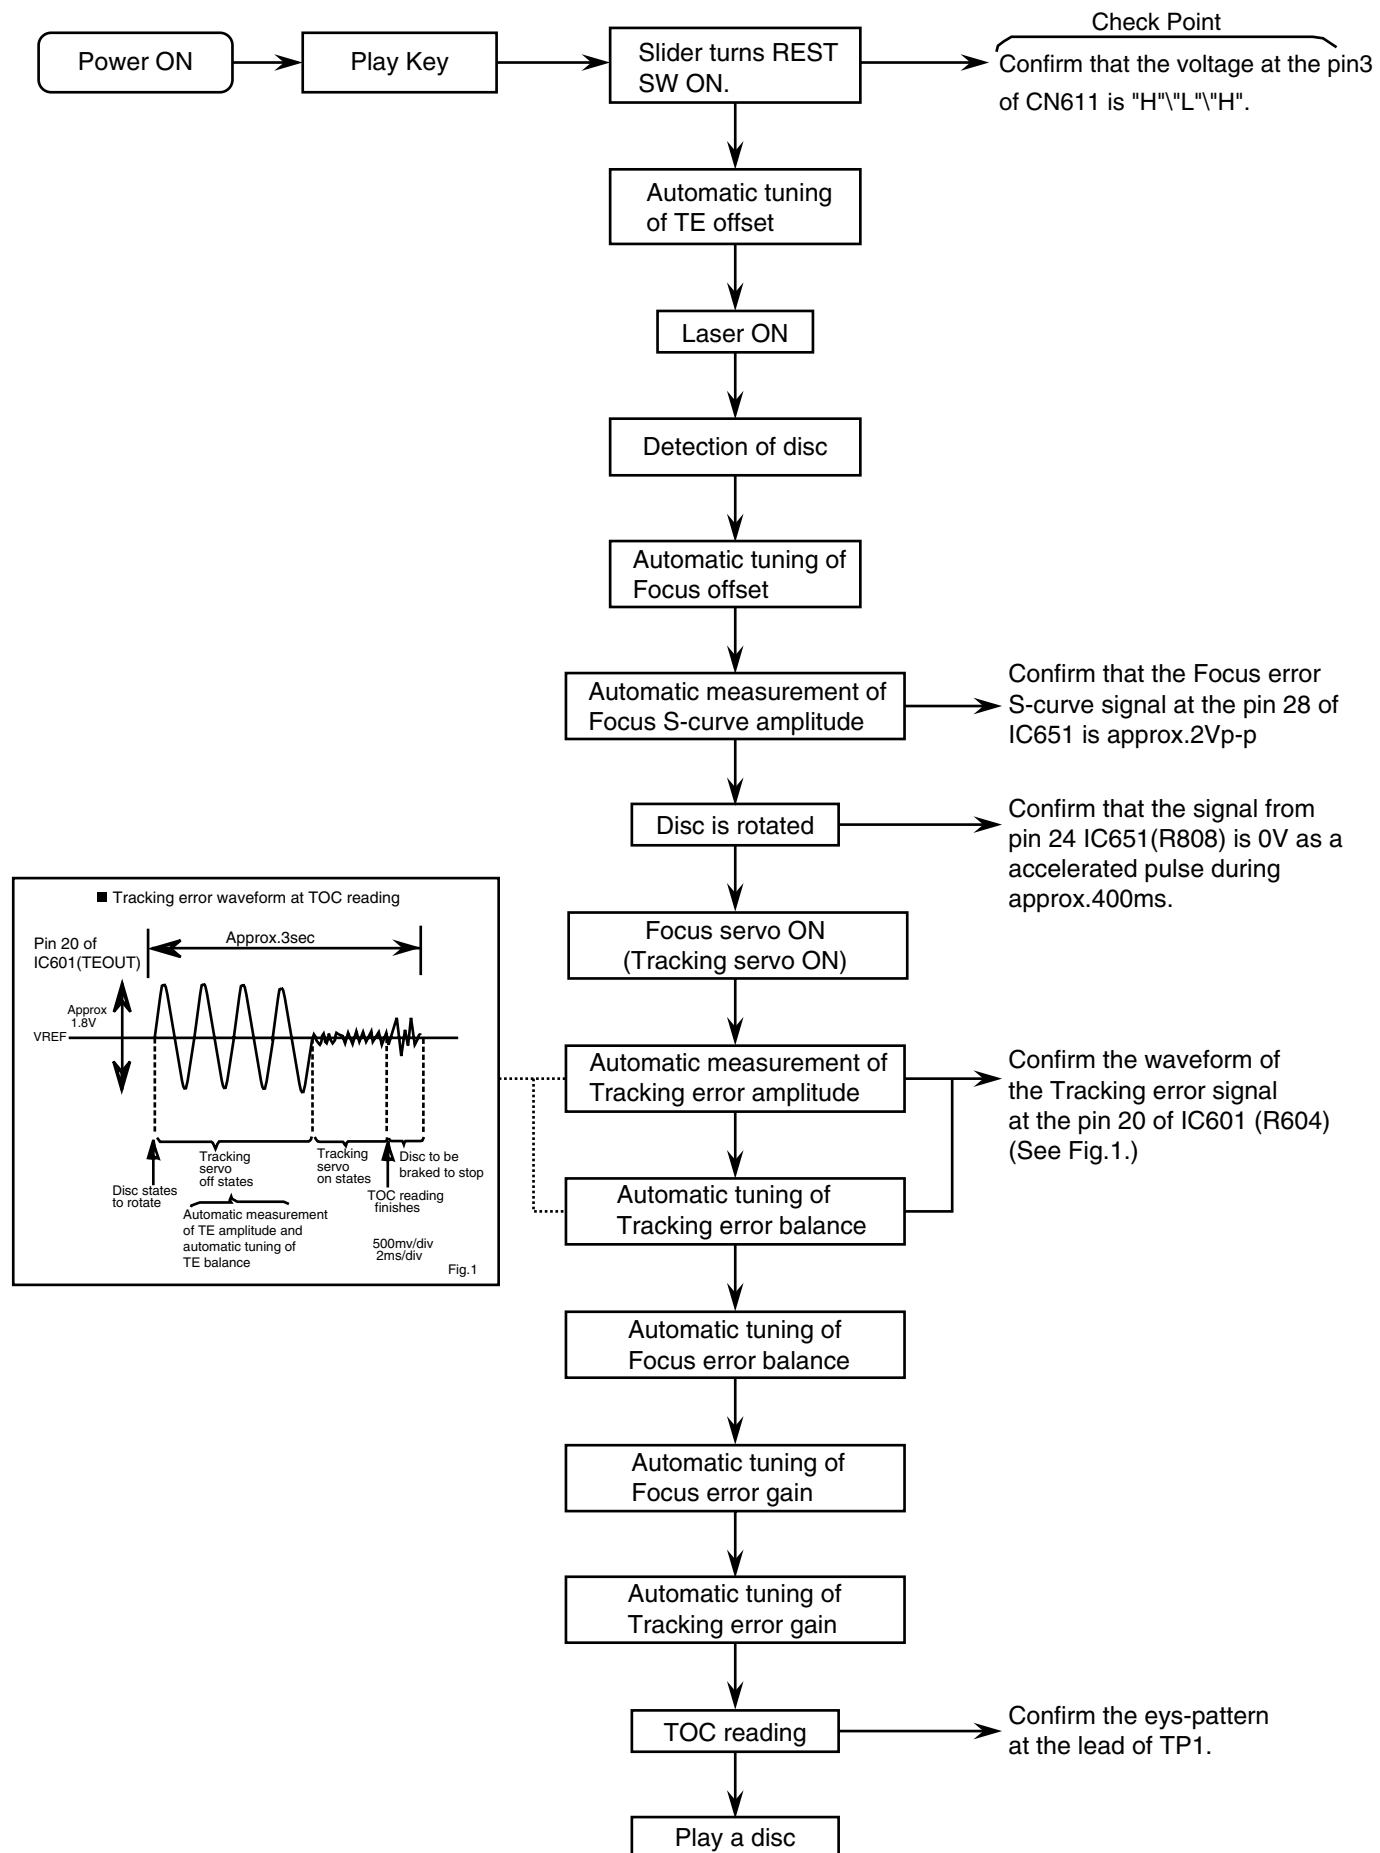 Check Point
Power ON
Play Key
Slider turns REST
SW ON.
Confirm that the voltage at the pin3
of CN611 is "H"\"L"\"H".
Automatic tuning
of TE offset
Laser ON
Detection of disc
Automatic tuning of
Focus offset
Automatic measurement of
Focus S-curve amplitude
Confirm that the Focus error
S-curve signal at the pin 28 of
IC651 is approx.2Vp-p
Disc is rotated
Confirm that the signal from
pin 24 IC651(R808) is 0V as a
accelerated pulse during
approx.400ms.
Focus servo ON
(Tracking servo ON)
■ Tracking error waveform at TOC reading
Pin 20 of
IC601(TEOUT)
Approx.3sec
Approx
1.8V
VREF
Tracking
servo
off states
Tracking
servo
on states
Disc to be
braked to stop
Disc states
to rotate
TOC reading
finishes
Automatic measurement
of TE amplitude and
automatic tuning of
TE balance
500mv/div
2ms/div
Fig.1
Automatic measurement of
Tracking error amplitude
Confirm the waveform of
the Tracking error signal
at the pin 20 of IC601 (R604)
(See Fig.1.)
Automatic tuning of
Tracking error balance
Automatic tuning of
Focus error balance
Automatic tuning of
Focus error gain
Automatic tuning of
Tracking error gain
TOC reading
Confirm the eys-pattern
at the lead of TP1.
Play a disc